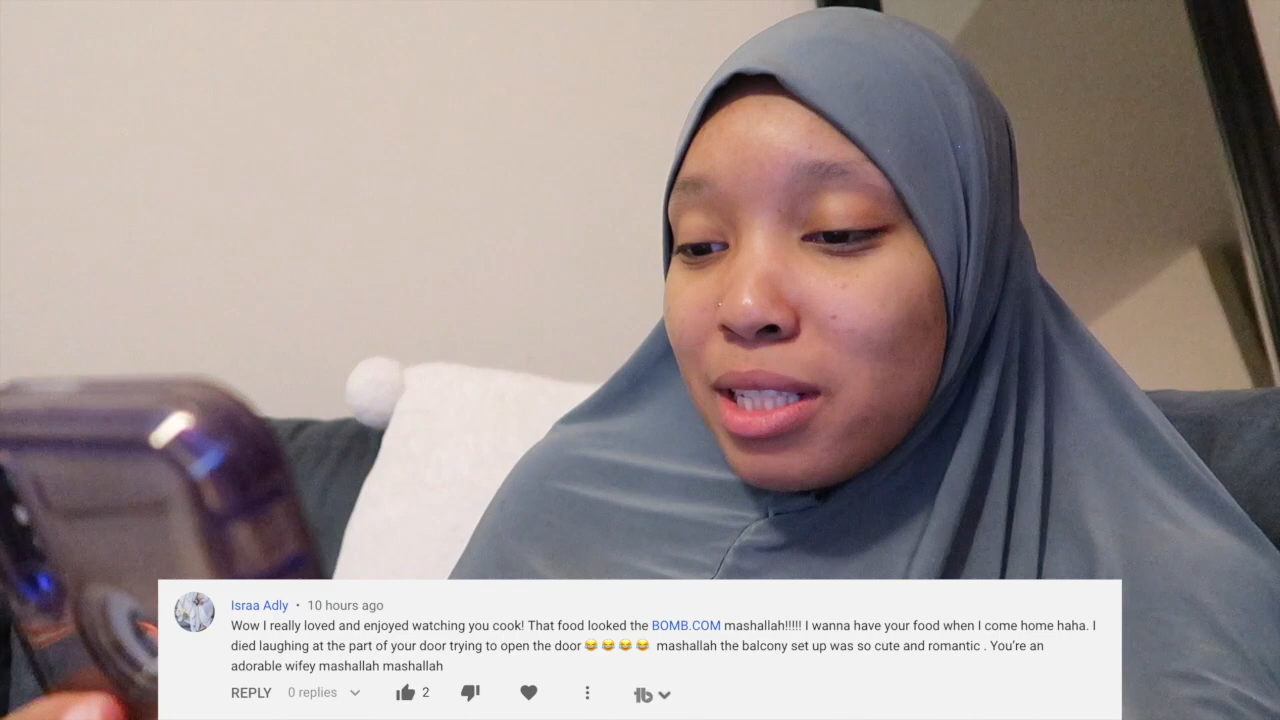 Israa Adly • 10 hours ago
Wow I really loved and enjoyed watching you cook! That food looked the BOMB.COM mashallah!!!!! I wanna have your food when I come home haha. I
died laughing at the part of your door trying to open the door😂😂😂😂 mashallah the balcony set up was so cute and romantic . You’re an
adorable wifey mashallah mashallah
REPLY 0 replies 2